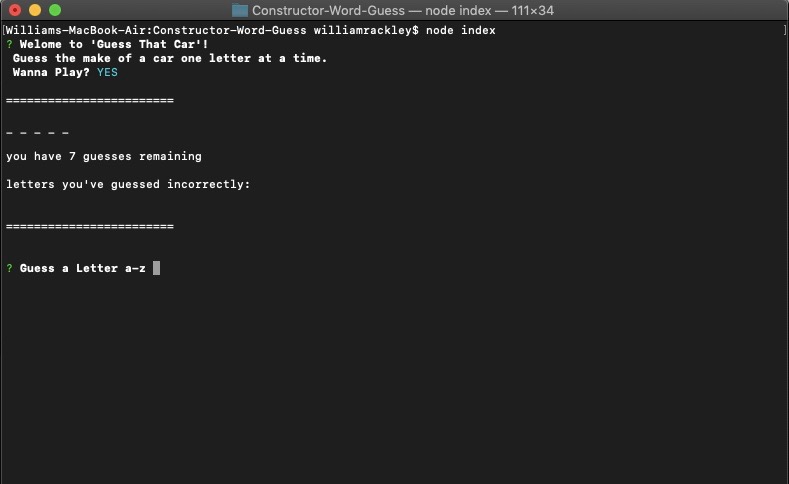 Constructor-Word-Guess — node index — 111×34
[Williams-MacBook-Air:Constructor-Word-Guess williamrackley$ node index ]
? Welome to 'Guess That Car'!
Guess the make of a car one letter at a time.
Wanna Play? YES
========================
_ _ _ _ _
you have 7 guesses remaining
letters you've guessed incorrectly:
========================
? Guess a Letter a-z